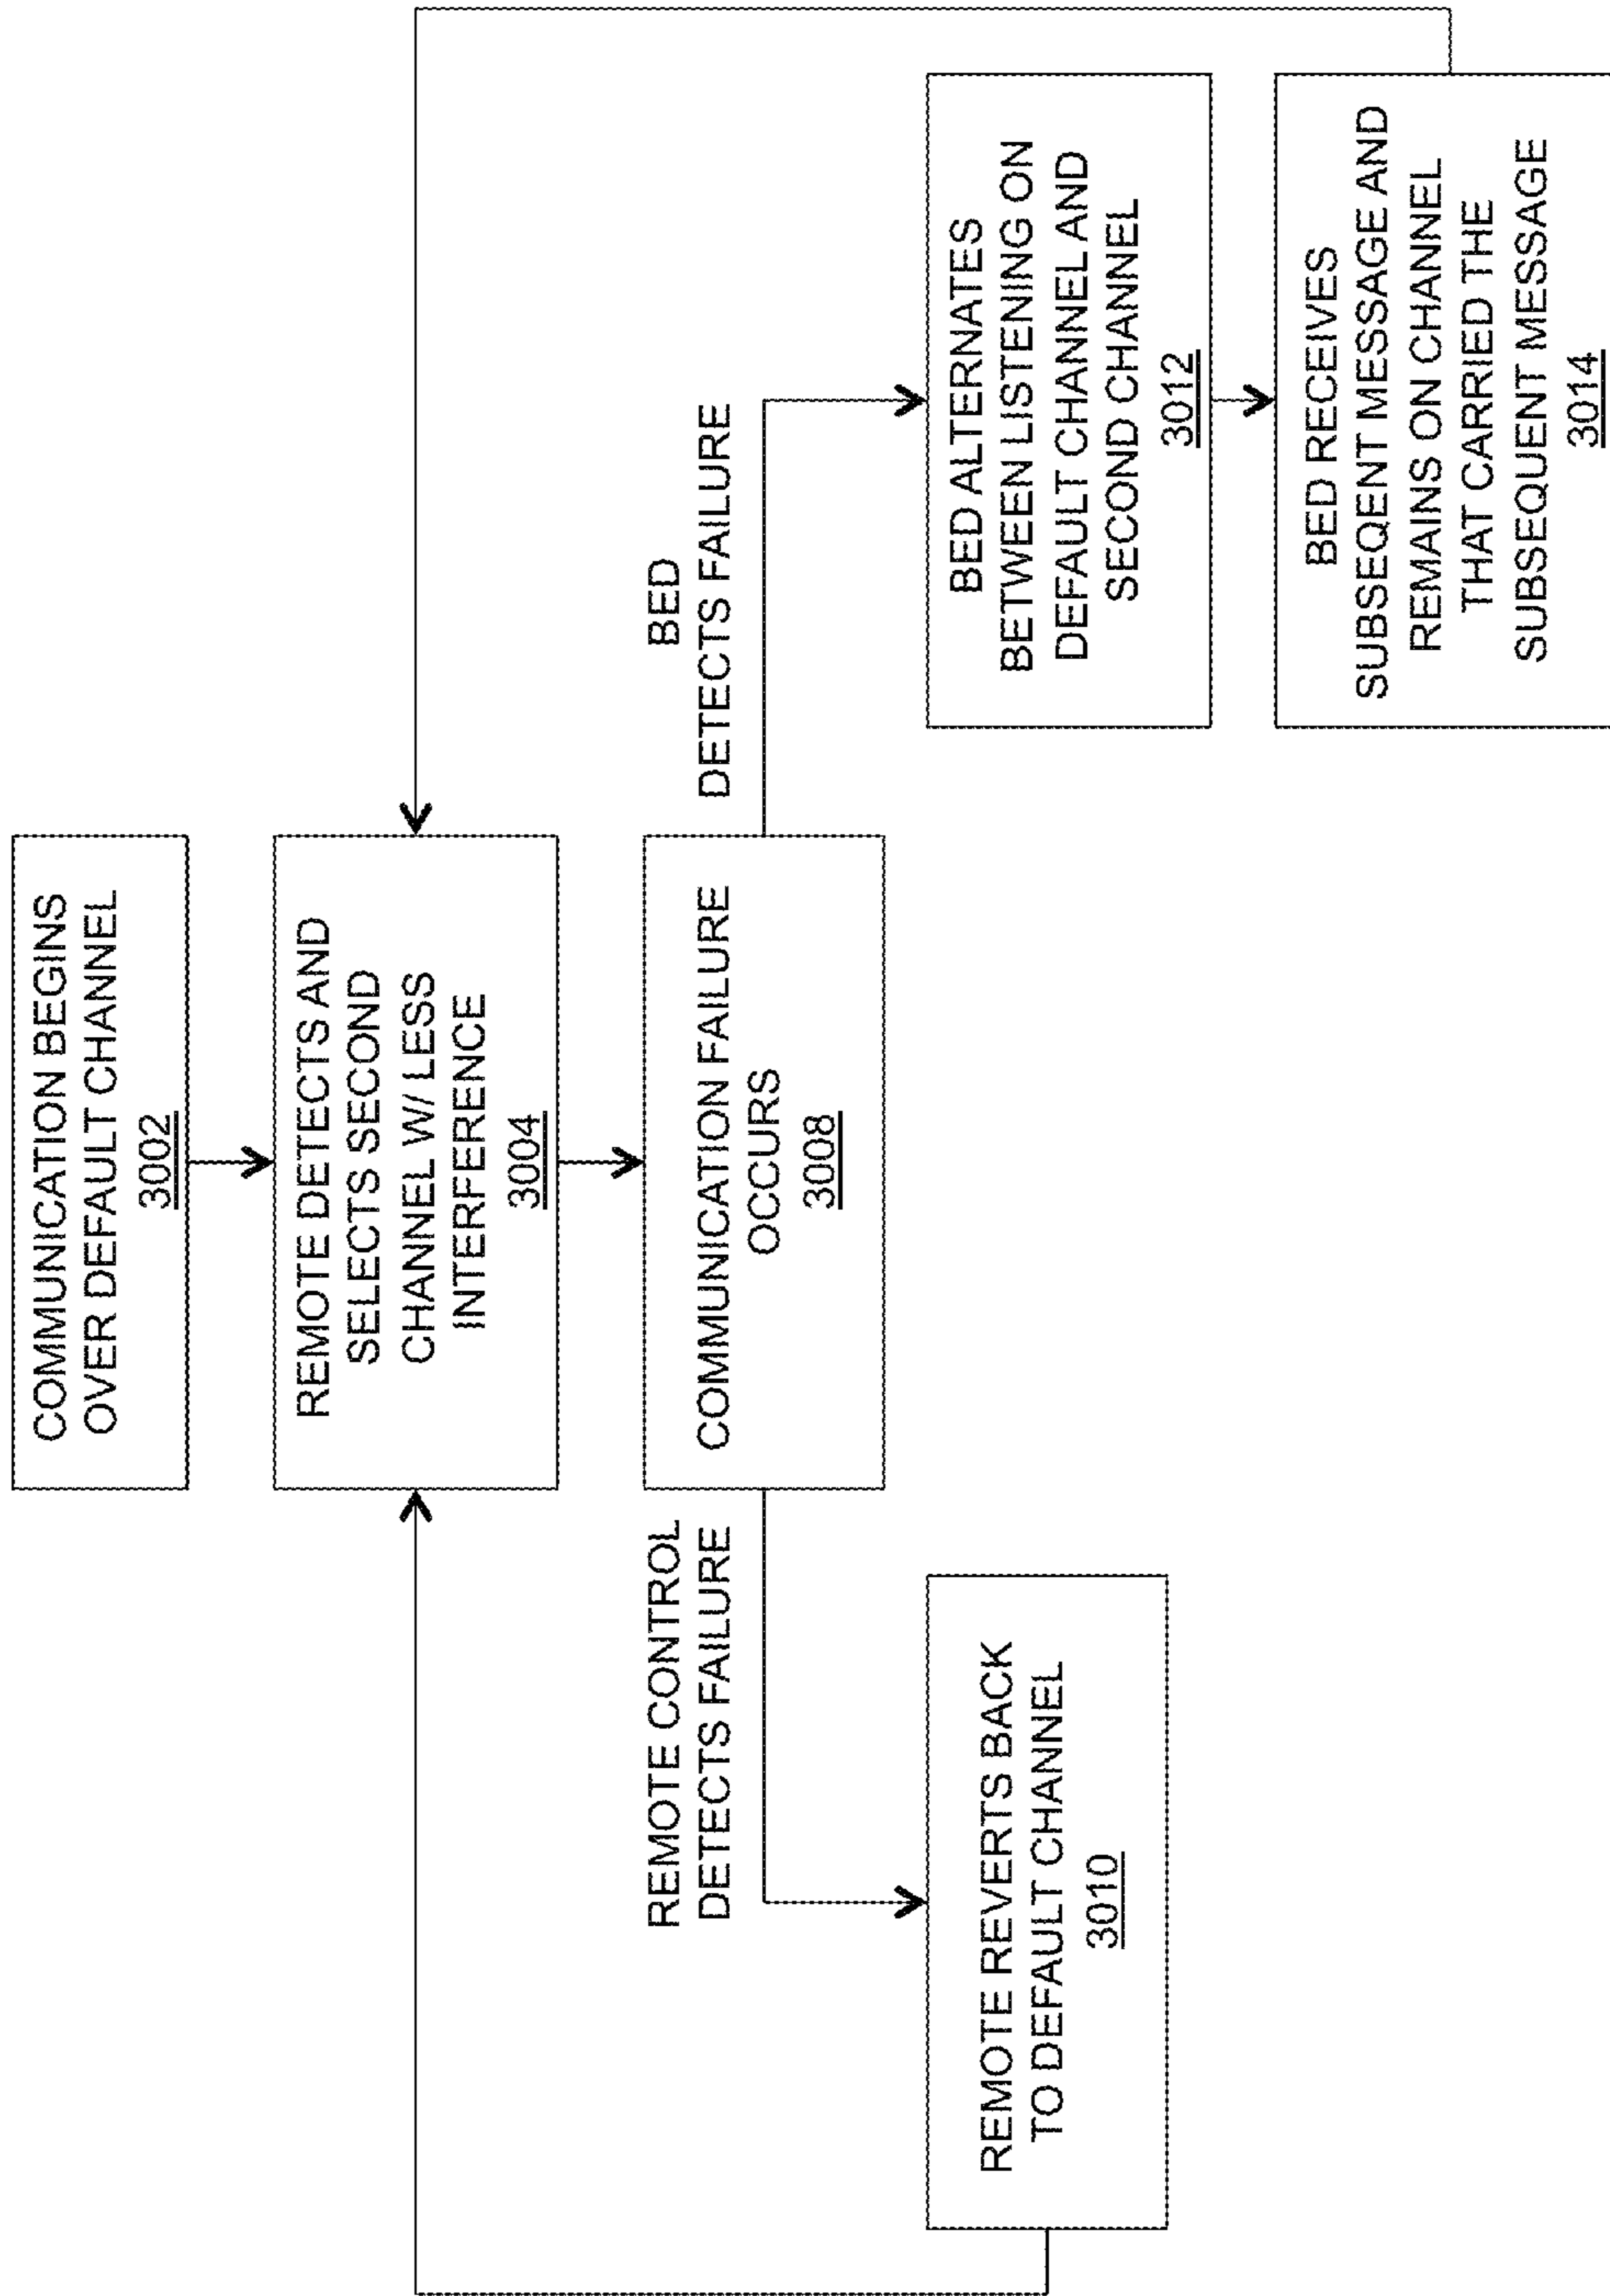 COMMUNICATION BEGINS
OVER DEFAULT CHANNEL
3002
REMOTE DETECTS AND
SELECTS SECOND
CHANNEL W/ LESS
INTERFERENCE
3004
COMMUNICATION FAILURE
OCCURS
3008
REMOTE CONTROL
DETECTS FAILURE
REMOTE REVERTS BACK
TO DEFAULT CHANNEL
3010
BED
DETECTS FAILURE
BED ALTERNATES
BETWEEN LISTENING ON
DEFAULT CHANNEL AND
SECOND CHANNEL
3012
BED RECEIVES
SUBSEQENT MESSAGE AND
REMAINS ON CHANNEL
THAT CARRIED THE
SUBSEQUENT MESSAGE
3014